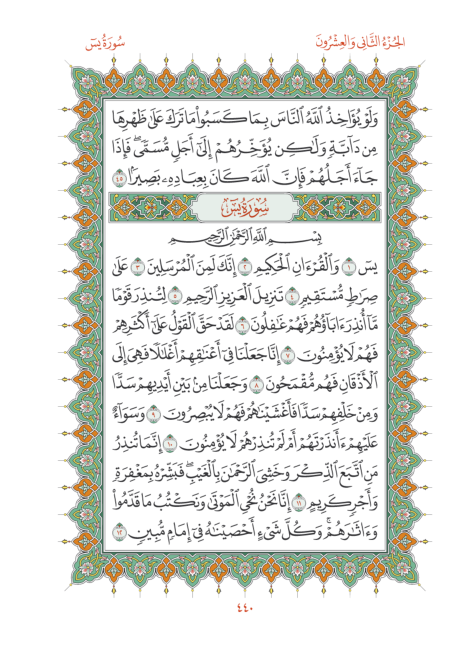 سُورَةُ يسٓ
الجُزْءُ الثَّانِي وَالعِشْرُونَ
وَلَوْ يُؤَاخِذُ ٱللَّهُ ٱلنَّاسَ بِمَا كَسَبُوا۟ مَا تَرَكَ عَلَىٰ ظَهْرِهَا
مِن دَآبَّةٍ وَلَٰكِن يُؤَخِّرُهُمْ إِلَىٰٓ أَجَلٍ مُّسَمًّى ۖ فَإِذَا
جَآءَ أَجَلُهُمْ فَإِنَّ ٱللَّهَ كَانَ بِعِبَادِهِۦ بَصِيرًۢا ٤٥
سُورَةُ يسٓ
بِسْمِ ٱللَّهِ ٱلرَّحْمَٰنِ ٱلرَّحِيمِ
يسٓ ١ وَٱلْقُرْءَانِ ٱلْحَكِيمِ ٢ إِنَّكَ لَمِنَ ٱلْمُرْسَلِينَ ٣ عَلَىٰ
صِرَٰطٍ مُّسْتَقِيمٍ ٤ تَنزِيلَ ٱلْعَزِيزِ ٱلرَّحِيمِ ٥ لِتُنذِرَ قَوْمًا
مَّآ أُنذِرَ ءَابَآؤُهُمْ فَهُمْ غَٰفِلُونَ ٦ لَقَدْ حَقَّ ٱلْقَوْلُ عَلَىٰٓ أَكْثَرِهِمْ
فَهُمْ لَا يُؤْمِنُونَ ٧ إِنَّا جَعَلْنَا فِىٓ أَعْنَٰقِهِمْ أَغْلَٰلًا فَهِىَ إِلَى
ٱلْأَذْقَانِ فَهُم مُّقْمَحُونَ ٨ وَجَعَلْنَا مِنۢ بَيْنِ أَيْدِيهِمْ سَدًّا
وَمِنْ خَلْفِهِمْ سَدًّا فَأَغْشَيْنَٰهُمْ فَهُمْ لَا يُبْصِرُونَ ٩ وَسَوَآءٌ
عَلَيْهِمْ ءَأَنذَرْتَهُمْ أَمْ لَمْ تُنذِرْهُمْ لَا يُؤْمِنُونَ ١٠ إِنَّمَا تُنذِرُ
مَنِ ٱتَّبَعَ ٱلذِّكْرَ وَخَشِىَ ٱلرَّحْمَٰنَ بِٱلْغَيْبِ ۖ فَبَشِّرْهُ بِمَغْفِرَةٍ
وَأَجْرٍ كَرِيمٍ ١١ إِنَّا نَحْنُ نُحْىِ ٱلْمَوْتَىٰ وَنَكْتُبُ مَا قَدَّمُوا۟
وَءَاثَٰرَهُمْ ۚ وَكُلَّ شَىْءٍ أَحْصَيْنَٰهُ فِىٓ إِمَامٍ مُّبِينٍ ١٢
٤٤٠